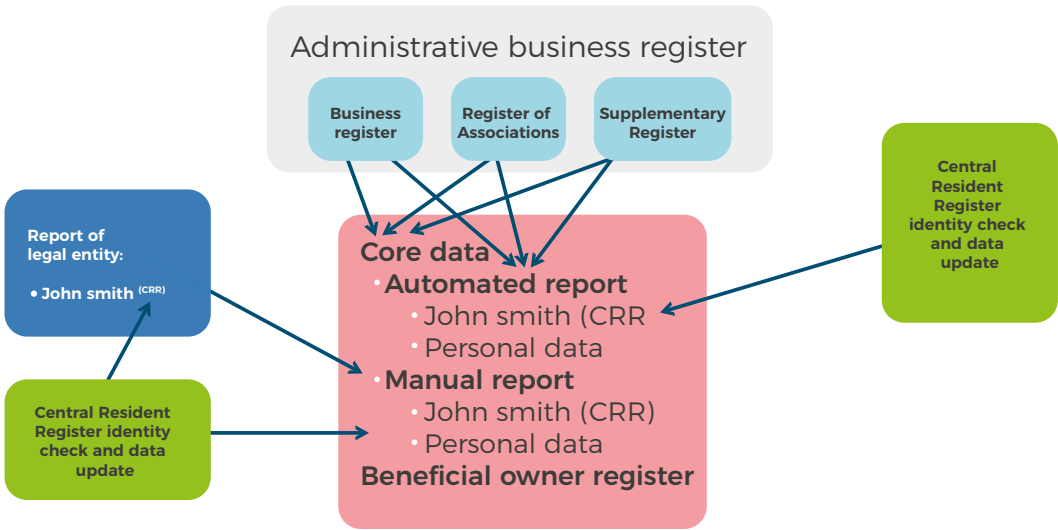 Administrative business register
Business
register
Register of
Associations
Supplementary
Register
Central
Resident
Register
identity check
and data
update
Report of
legal entity:
• John smith (CRR)
Core data
• Automated report
• John smith (CRR
• Personal data
• Manual report
• John smith (CRR)
• Personal data
Beneficial owner register
Central Resident
Register identity
check and data
update